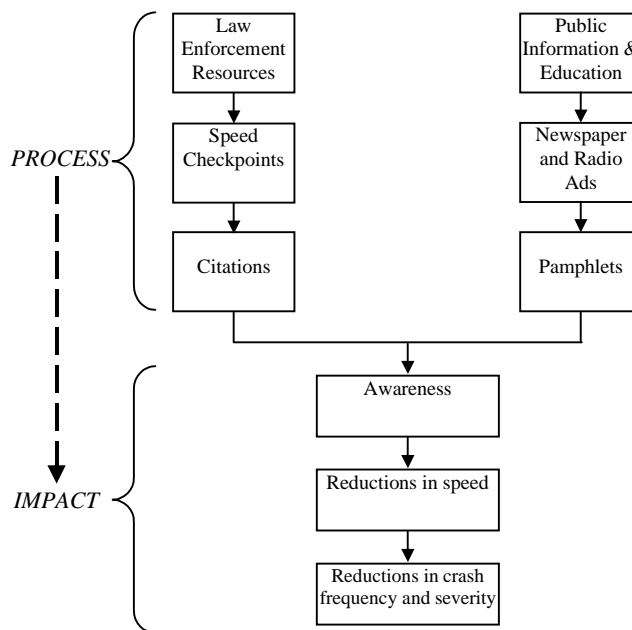 Law
Enforcement
Resources
Public
Information &
Education
PROCESS
Speed
Checkpoints
Newspaper
and Radio
Ads
Citations
Pamphlets
IMPACT
Awareness
Reductions in speed
Reductions in crash
frequency and severity